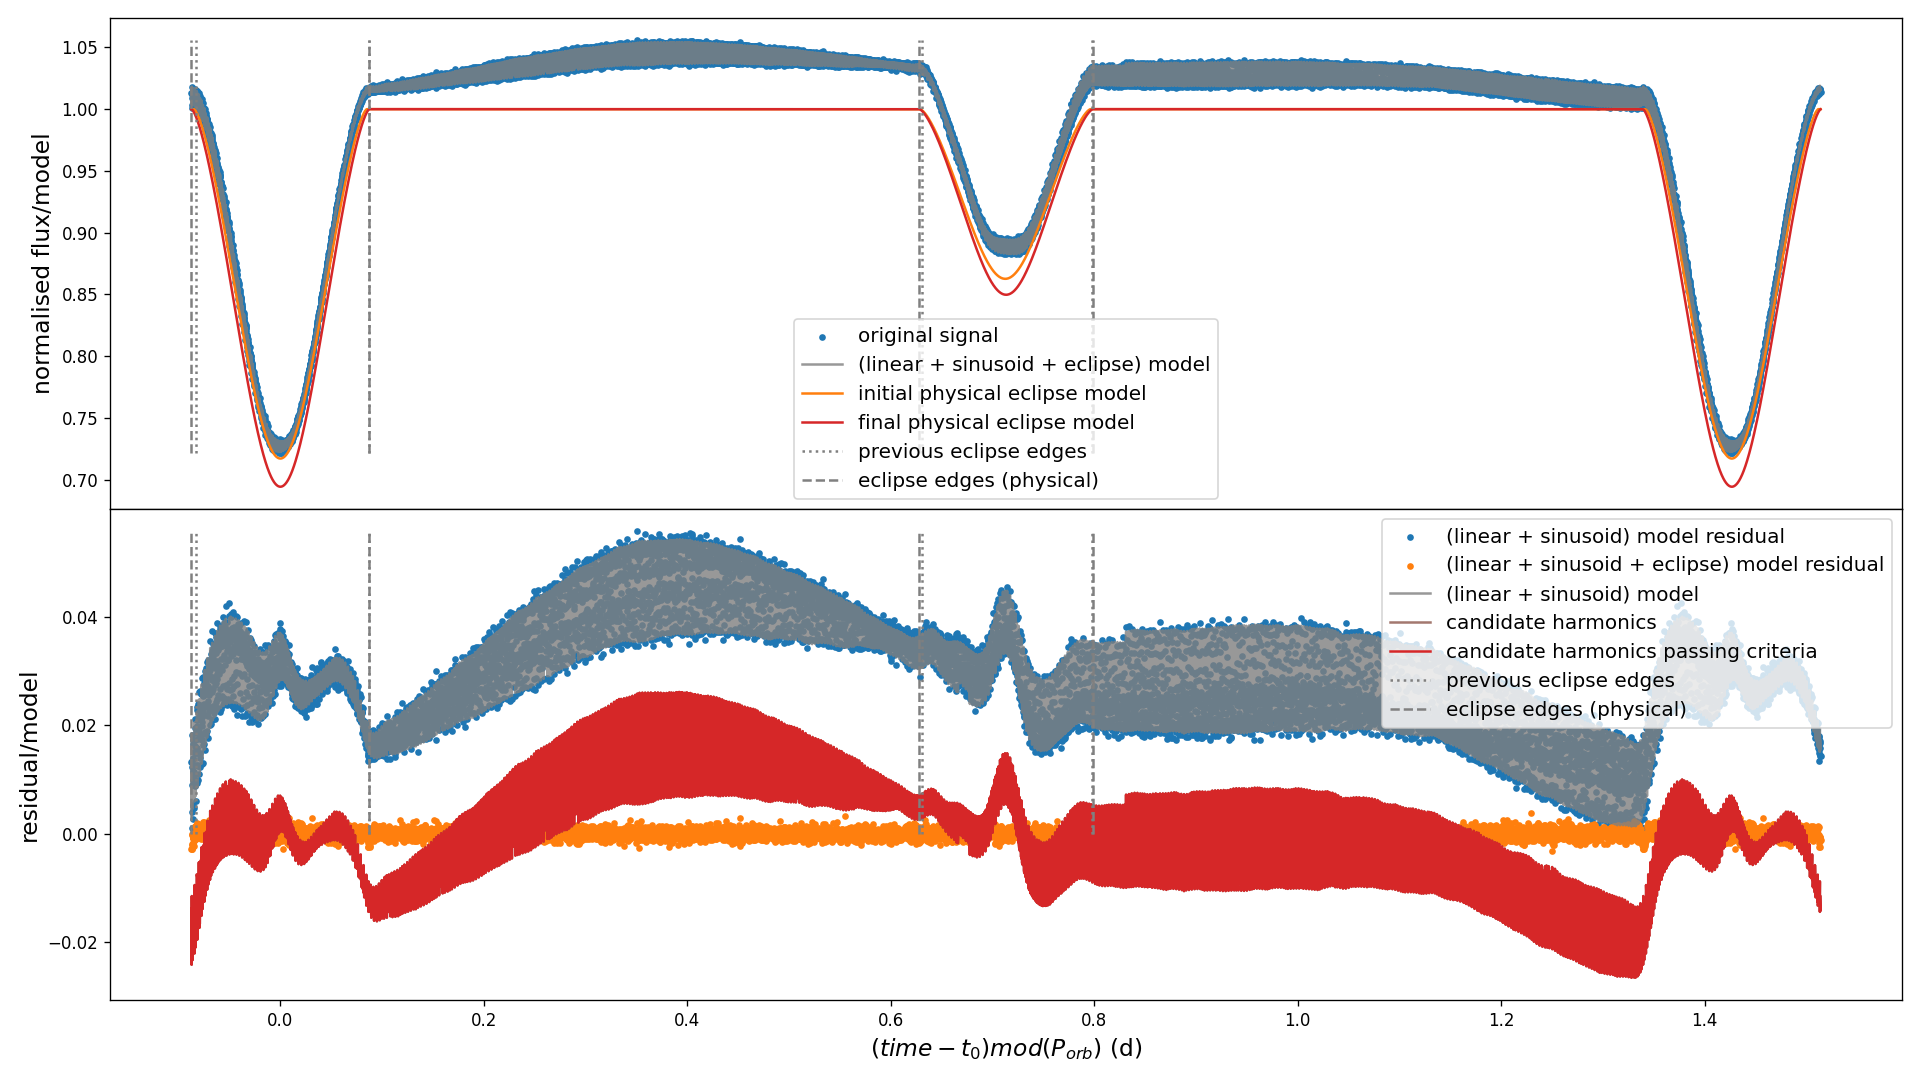 1.05
1.00
0.95
0.90
0.85
0.80
0.75
0.70
normalised flux/model
original signal
(linear + sinusoid + eclipse) model
initial physical eclipse model
final physical eclipse model
previous eclipse edges
eclipse edges (physical)
0.04
0.02
0.00
−0.02
residual/model
(linear + sinusoid) model residual
(linear + sinusoid + eclipse) model residual
(linear + sinusoid) model
candidate harmonics
candidate harmonics passing criteria
previous eclipse edges
eclipse edges (physical)
0.0 0.2 0.4 0.6 0.8 1.0 1.2 1.4
(time − t₀)mod(P_orb) (d)